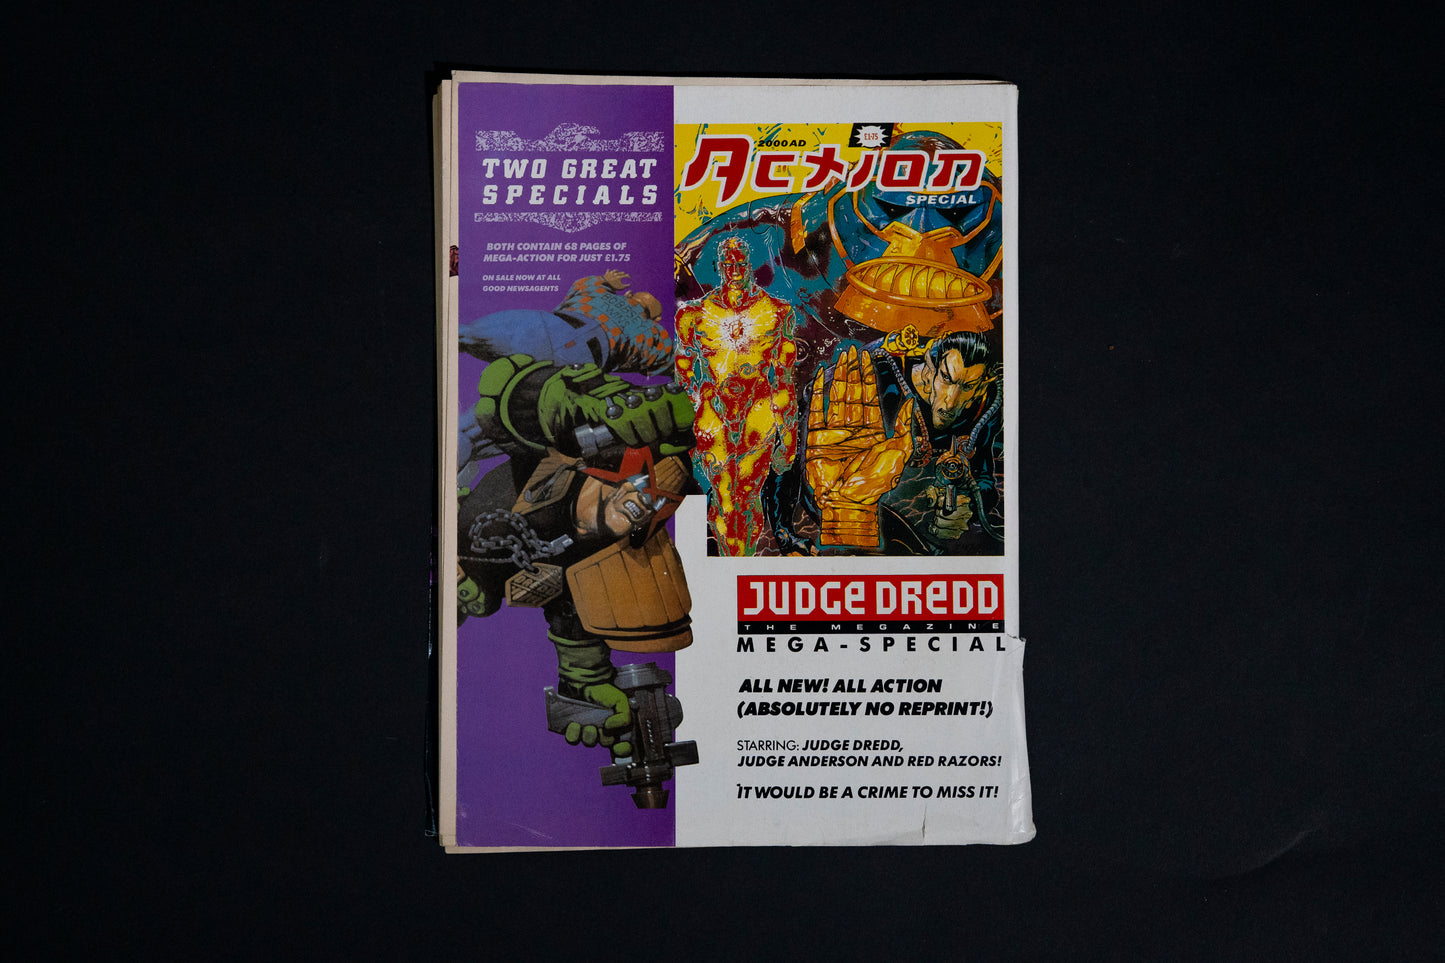 TWO GREAT
SPECIALS
BOTH CONTAIN 68 PAGES OF
MEGA-ACTION FOR JUST £1.75
ON SALE NOW AT ALL
GOOD NEWSAGENTS
£1·75
2000 AD
ACTION
SPECIAL
JUDGE DREDD
THE MEGAZINE
MEGA-SPECIAL
ALL NEW! ALL ACTION
(ABSOLUTELY NO REPRINT!)
STARRING: JUDGE DREDD,
JUDGE ANDERSON AND RED RAZORS!
IT WOULD BE A CRIME TO MISS IT!